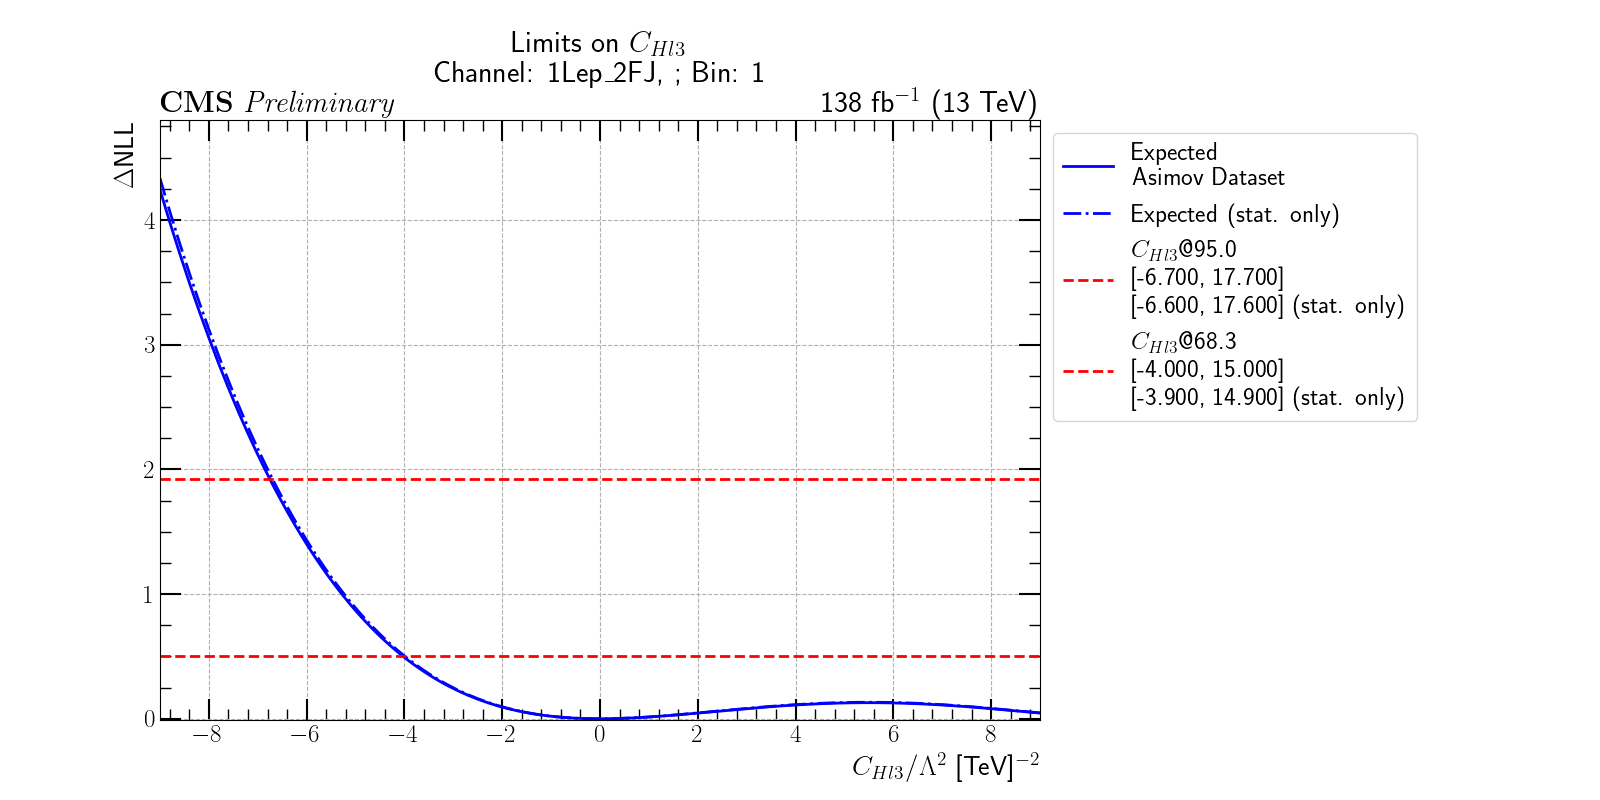 Limits on C_{Hl3}
Channel: 1Lep_2FJ, ; Bin: 1
CMS Preliminary
138 fb^{-1} (13 TeV)
ΔNLL
4
3
2
1
0
−8
−6
−4
−2
0
2
4
6
8
C_{Hl3}/Λ^2 [TeV]^{-2}
Expected
Asimov Dataset
Expected (stat. only)
C_{Hl3}@95.0
[-6.700, 17.700]
[-6.600, 17.600] (stat. only)
C_{Hl3}@68.3
[-4.000, 15.000]
[-3.900, 14.900] (stat. only)